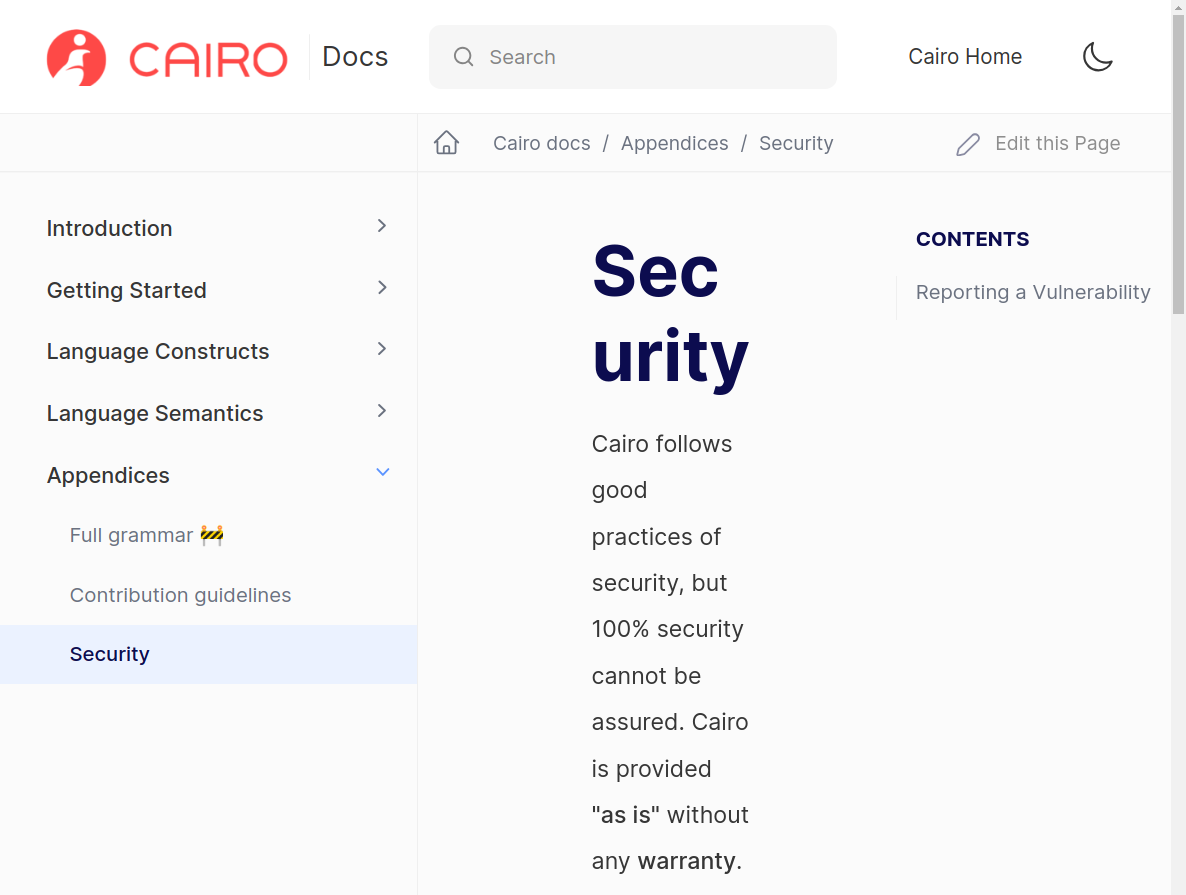 CAIRO Docs
Search
Cairo Home
Cairo docs / Appendices / Security
Edit this Page
Introduction
Getting Started
Language Constructs
Language Semantics
Appendices
Full grammar 🚧
Contribution guidelines
Security
Sec
urity
Cairo follows
good
practices of
security, but
100% security
cannot be
assured. Cairo
is provided
"as is" without
any warranty.
CONTENTS
Reporting a Vulnerability